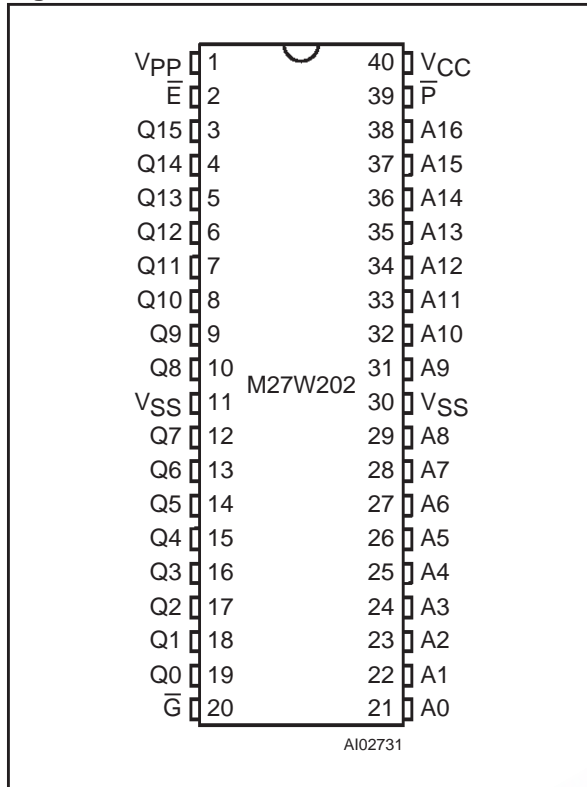 VPP 1 40 VCC
E̅ 2 39 P̅
Q15 3 38 A16
Q14 4 37 A15
Q13 5 36 A14
Q12 6 35 A13
Q11 7 34 A12
Q10 8 33 A11
Q9 9 32 A10
Q8 10 31 A9
M27W202
VSS 11 30 VSS
Q7 12 29 A8
Q6 13 28 A7
Q5 14 27 A6
Q4 15 26 A5
Q3 16 25 A4
Q2 17 24 A3
Q1 18 23 A2
Q0 19 22 A1
G̅ 20 21 A0
AI02731